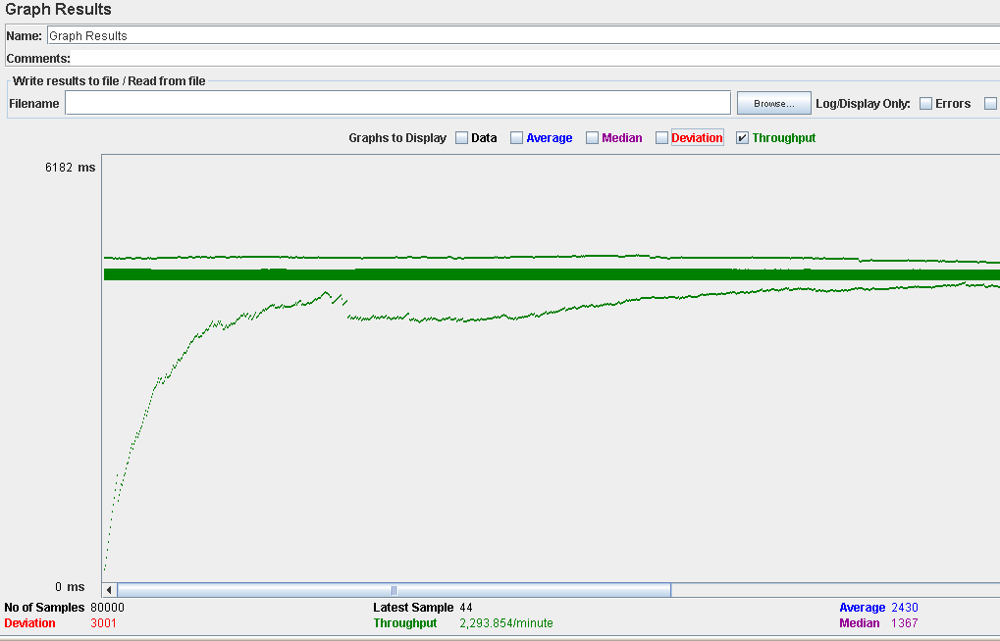 Graph Results
Name: Graph Results
Comments:
Write results to file / Read from file
Filename Browse... Log/Display Only: Errors
Graphs to Display Data Average Median Deviation Throughput
6182 ms
0 ms
No of Samples 80000 Latest Sample 44 Average 2430
Deviation 3001 Throughput 2,293.854/minute Median 1367